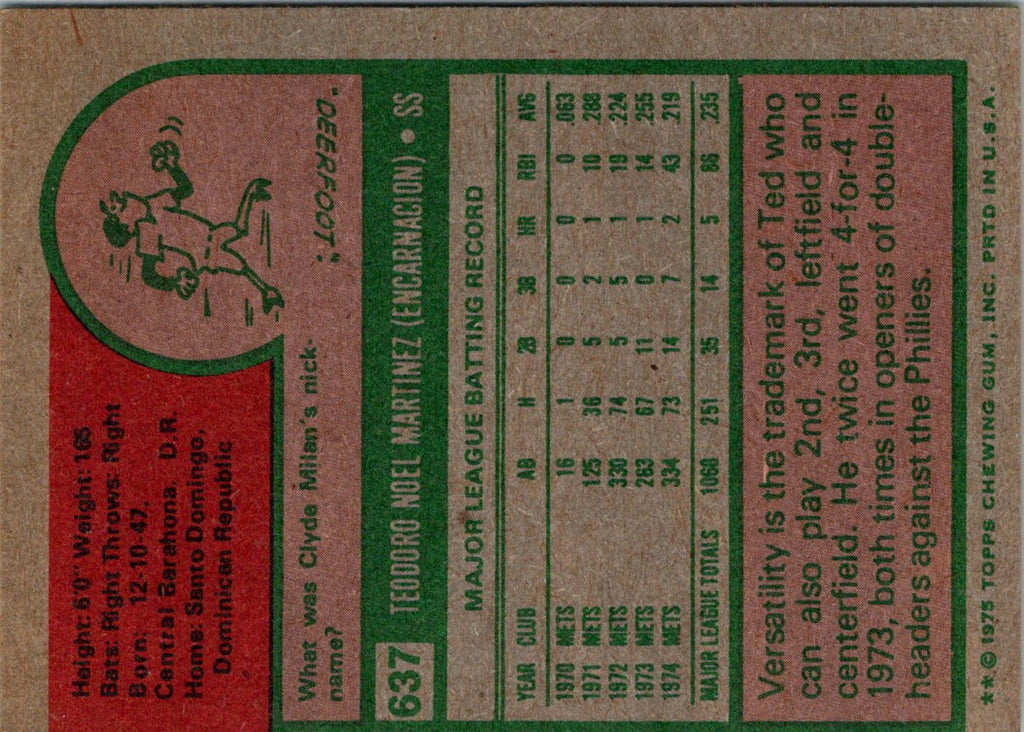 637 TEODORO NOEL MARTINEZ (ENCARNACION) • SS
Height: 6'0" Weight: 165
Bats: Right Throws: Right
Born: 12-10-47,
Central Barahona, D.R.
Home: Santo Domingo,
Dominican Republic
What was Clyde Milan's nick-
name?
"DEERFOOT".
MAJOR LEAGUE BATTING RECORD
YEAR CLUB AB H 2B 3B HR RBI AVG
1970 METS 16 1 0 0 0 0 .063
1971 METS 125 36 5 2 1 10 .288
1972 METS 330 74 5 5 1 19 .224
1973 METS 263 67 11 0 1 14 .255
1974 METS 334 73 14 7 2 43 .219
MAJOR LEAGUE TOTALS 1068 251 35 14 5 86 .235
Versatility is the trademark of Ted who
can also play 2nd, 3rd, leftfield and
centerfield. He twice went 4-for-4 in
1973, both times in openers of double-
headers against the Phillies.
★★ © 1975 TOPPS CHEWING GUM, INC. PRTD IN U.S.A.